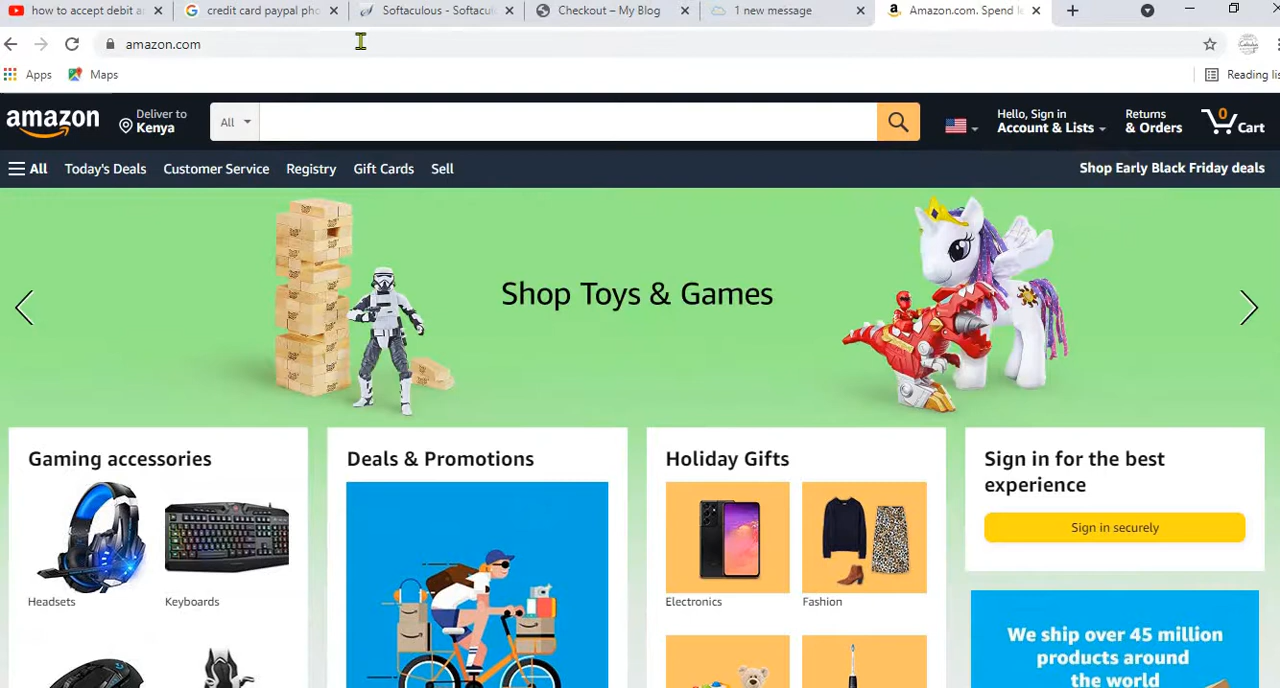 how to accept debit a
credit card paypal pho
Softaculous - Softacul
Checkout – My Blog
1 new message
Amazon.com. Spend l
amazon.com
Apps
Maps
Reading lis
amazon
Deliver to
Kenya
All
Hello, Sign in
Account & Lists
Returns
& Orders
0
Cart
All
Today's Deals
Customer Service
Registry
Gift Cards
Sell
Shop Early Black Friday deals
Shop Toys & Games
Gaming accessories
Headsets
Keyboards
Deals & Promotions
Holiday Gifts
Electronics
Fashion
Sign in for the best
experience
Sign in securely
We ship over 45 million
products around
the world